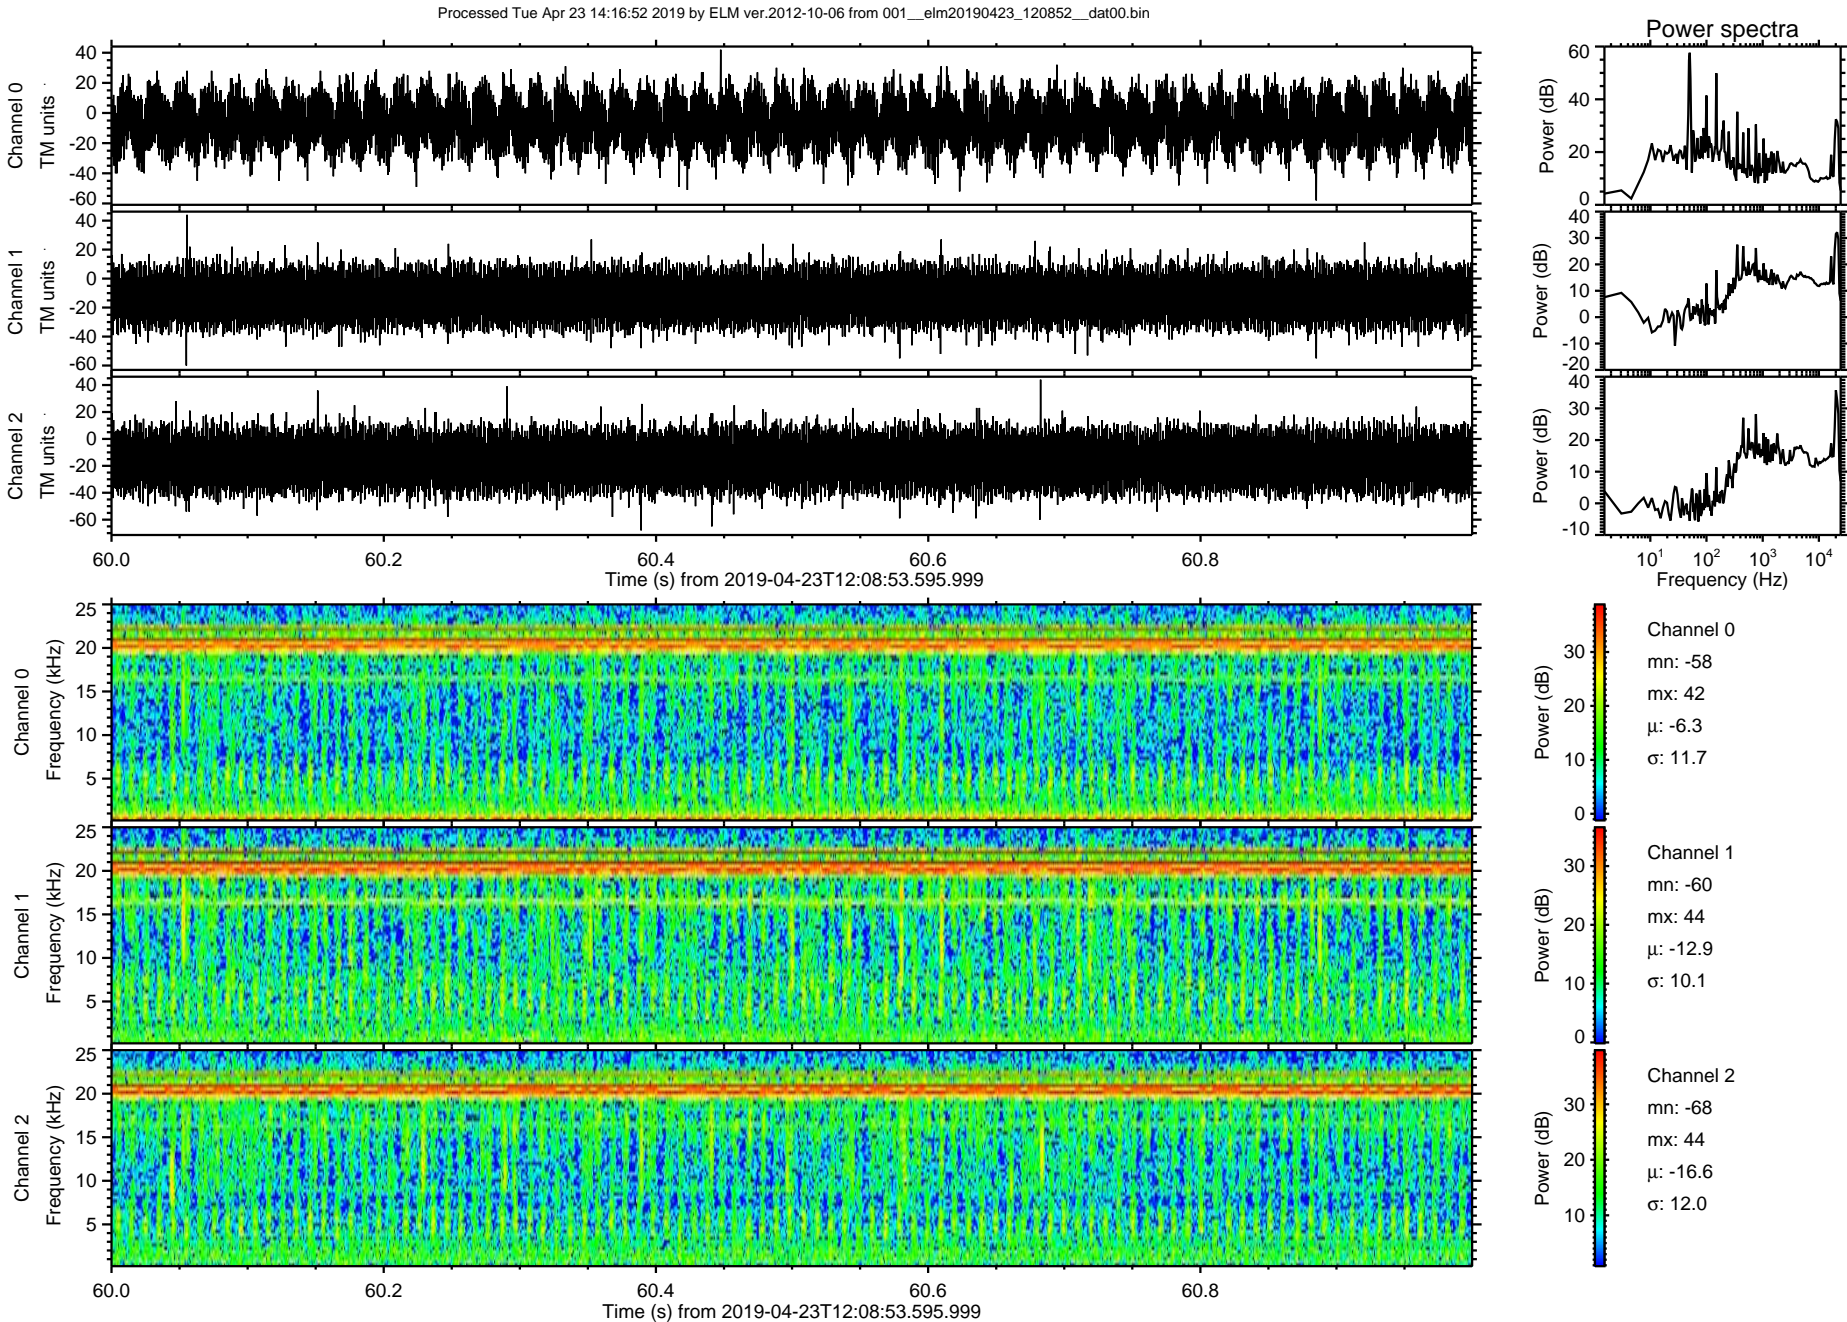 Processed Tue Apr 23 14:16:52 2019 by ELM ver.2012-10-06 from 001__elm20190423_120852__dat00.bin
Power spectra
Channel 0
TM units
40
20
0
-20
-40
-60
Power (dB)
60
40
20
0
Channel 1
TM units
40
20
0
-20
-40
-60
Power (dB)
40
30
20
10
0
-10
-20
Channel 2
TM units
40
20
0
-20
-40
-60
Power (dB)
40
30
20
10
0
-10
60.0 60.2 60.4 60.6 60.8
Time (s) from 2019-04-23T12:08:53.595.999
10¹ 10² 10³ 10⁴
Frequency (Hz)
Channel 0
Frequency (kHz)
25
20
15
10
5
Power (dB)
30
20
10
0
Channel 0
mn: -58
mx: 42
μ: -6.3
σ: 11.7
Channel 1
Frequency (kHz)
25
20
15
10
5
Power (dB)
30
20
10
0
Channel 1
mn: -60
mx: 44
μ: -12.9
σ: 10.1
Channel 2
Frequency (kHz)
25
20
15
10
5
Power (dB)
30
20
10
Channel 2
mn: -68
mx: 44
μ: -16.6
σ: 12.0
60.0 60.2 60.4 60.6 60.8
Time (s) from 2019-04-23T12:08:53.595.999